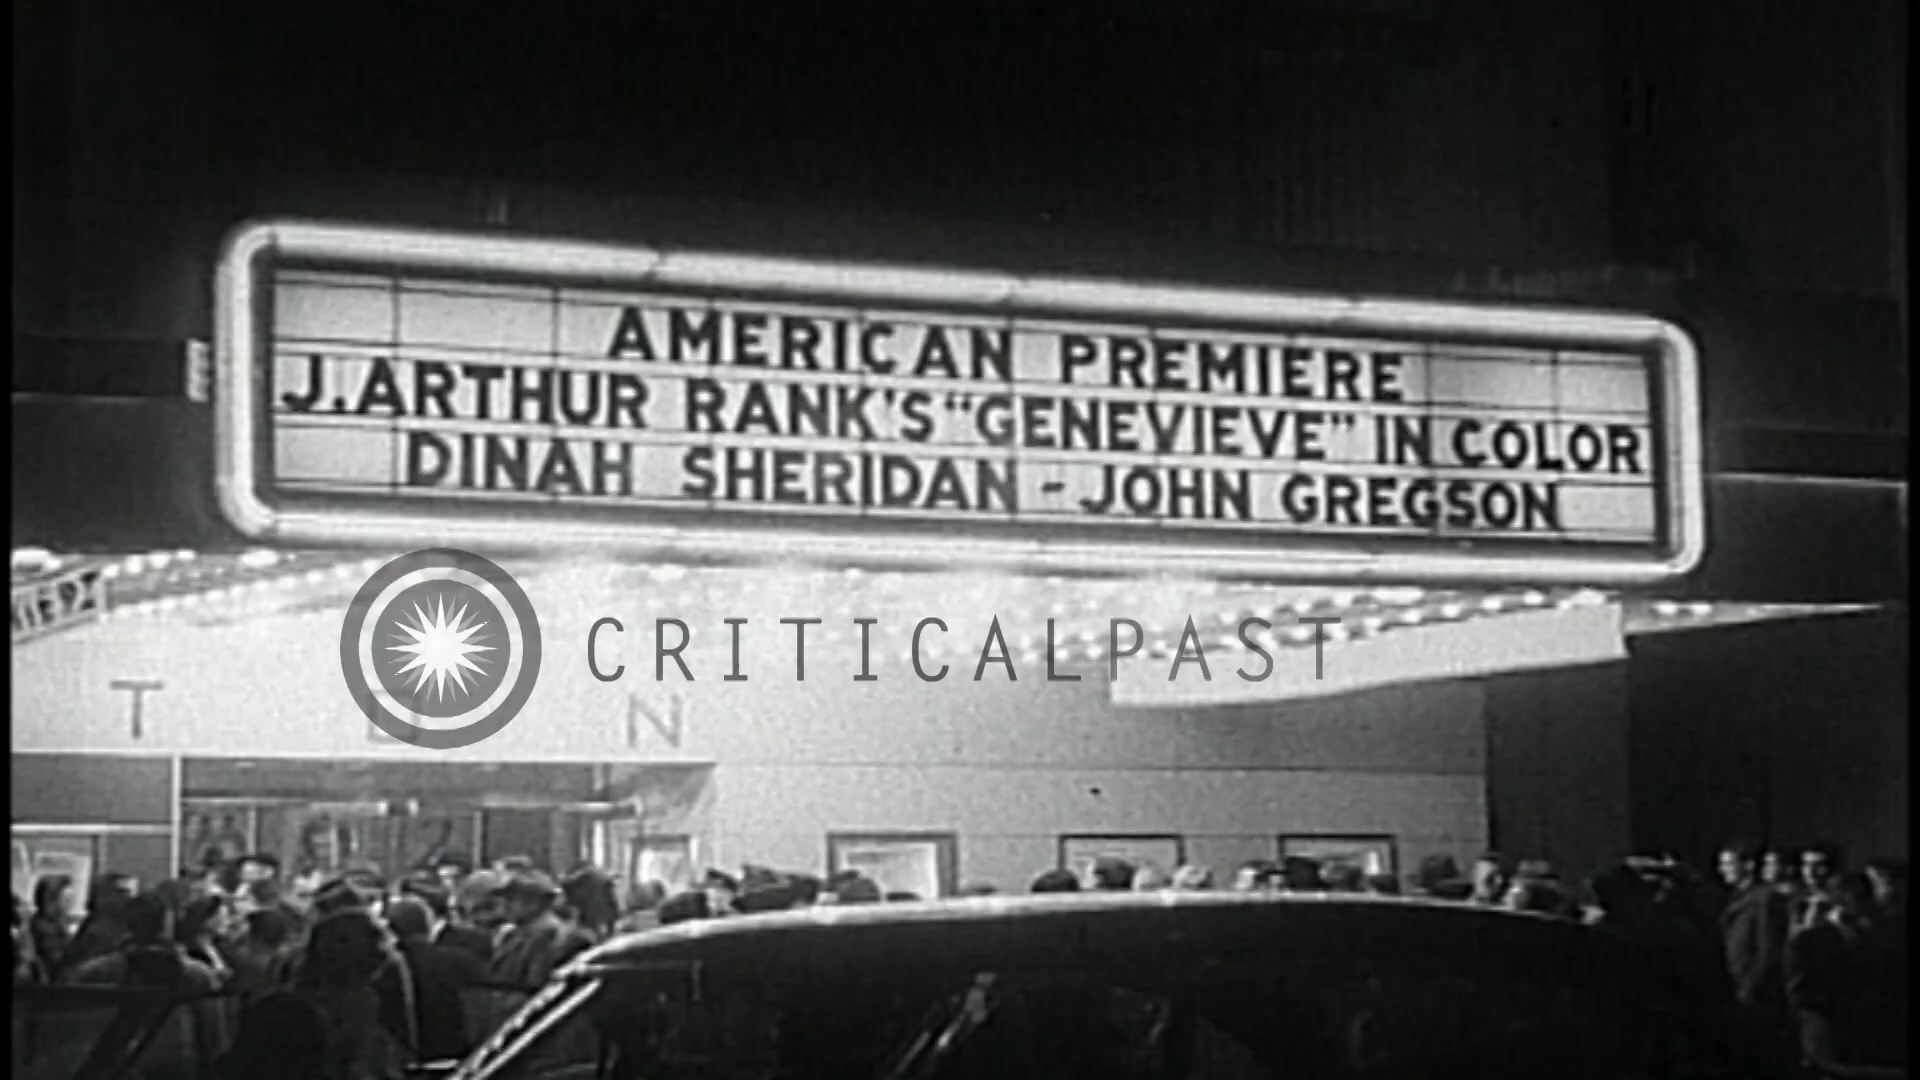 AMERICAN PREMIERE
J. ARTHUR RANK'S "GENEVIEVE" IN COLOR
DINAH SHERIDAN - JOHN GREGSON
CRITICALPAST
T O N